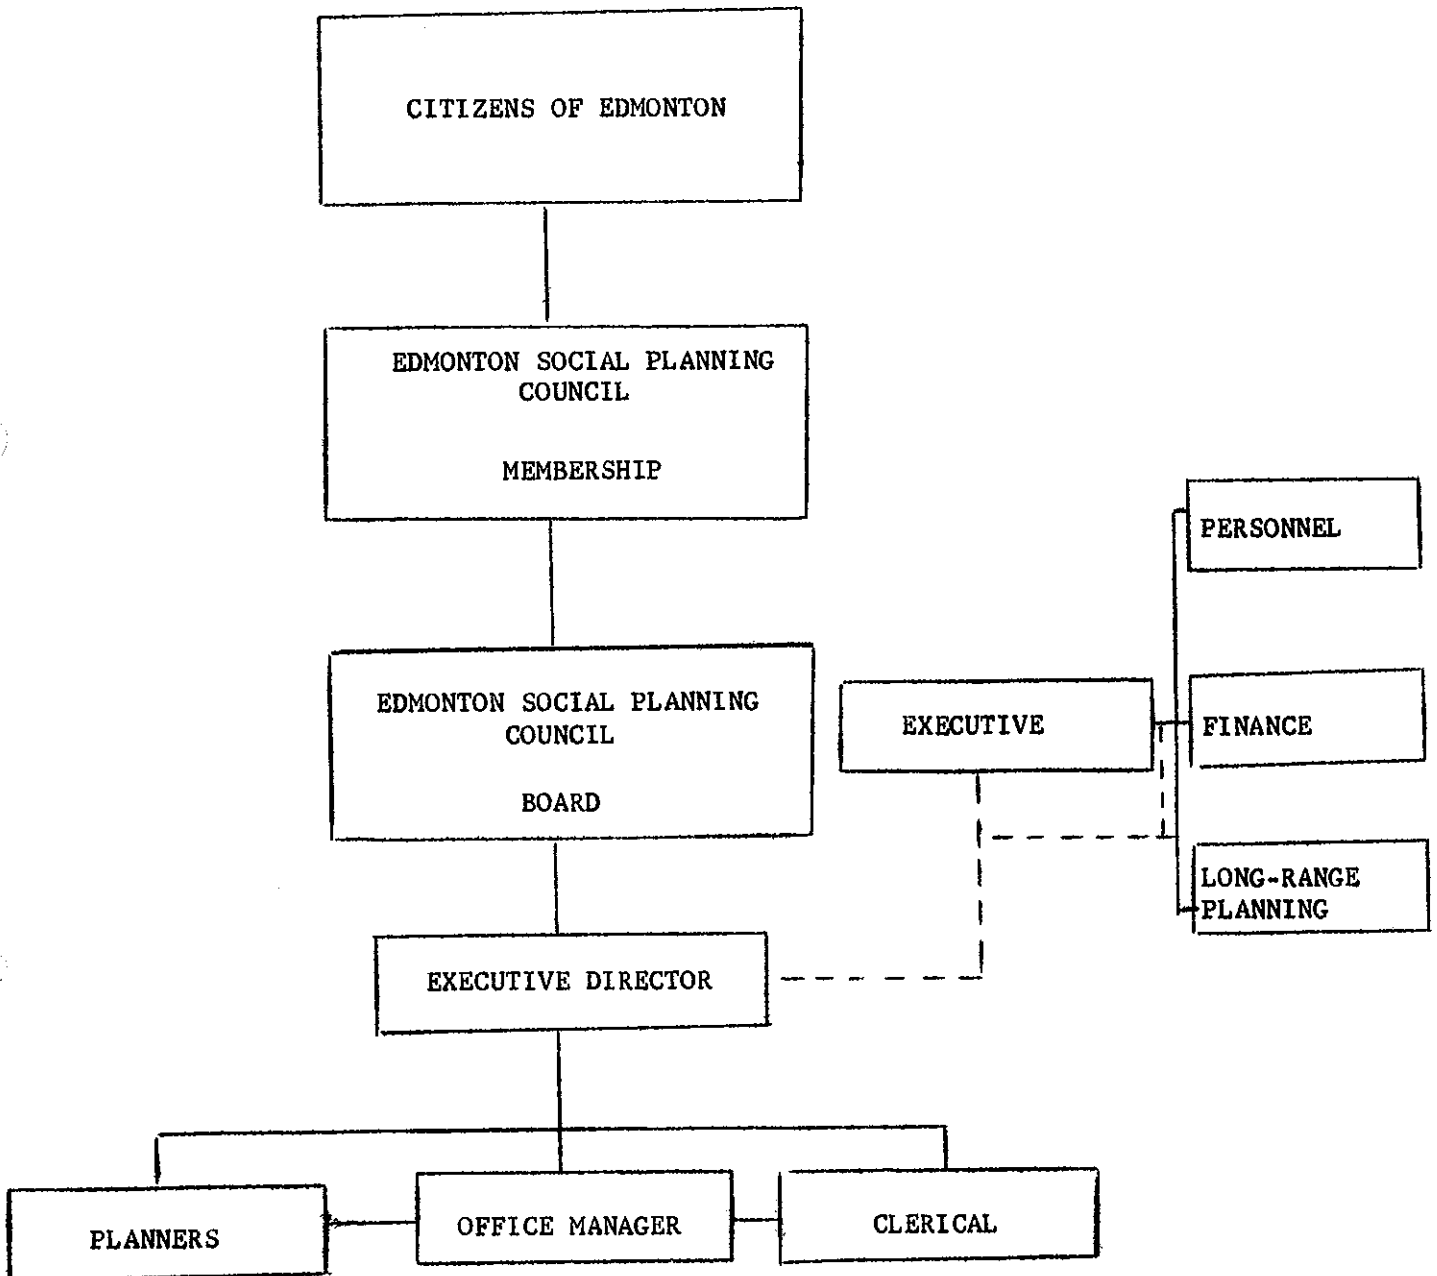 CITIZENS OF EDMONTON
EDMONTON SOCIAL PLANNING
COUNCIL
MEMBERSHIP
EDMONTON SOCIAL PLANNING
COUNCIL
BOARD
EXECUTIVE
PERSONNEL
FINANCE
LONG-RANGE
PLANNING
EXECUTIVE DIRECTOR
PLANNERS
OFFICE MANAGER
CLERICAL